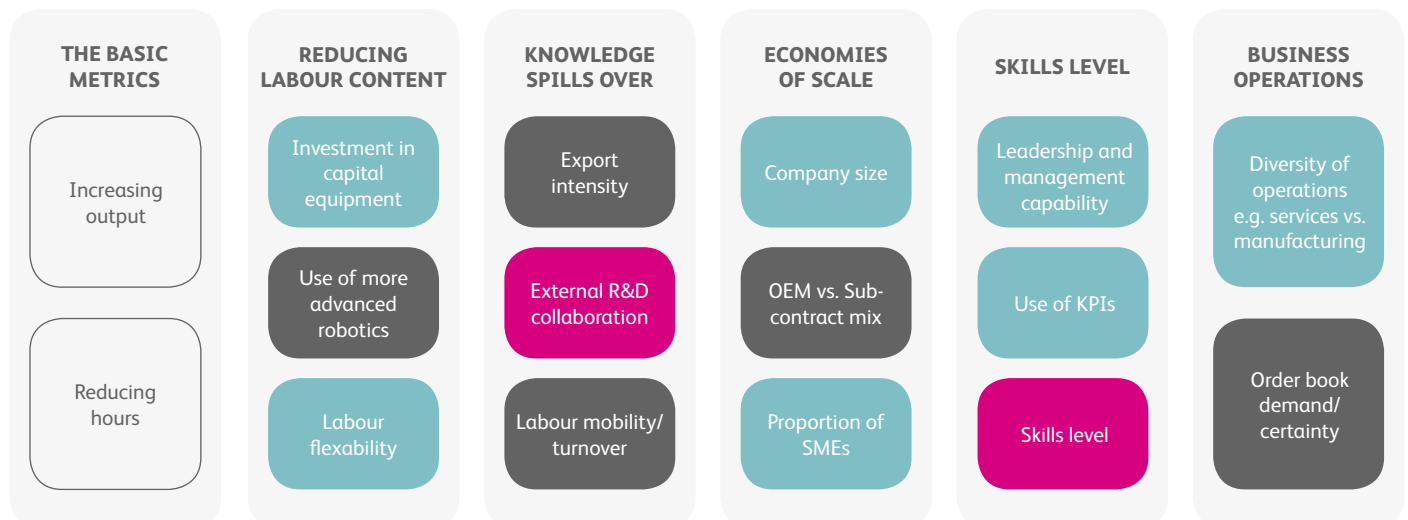 THE BASIC
METRICS
Increasing
output
Reducing
hours
REDUCING
LABOUR CONTENT
Investment in
capital
equipment
Use of more
advanced
robotics
Labour
flexability
KNOWLEDGE
SPILLS OVER
Export
intensity
External R&D
collaboration
Labour mobility/
turnover
ECONOMIES
OF SCALE
Company size
OEM vs. Sub-
contract mix
Proportion of
SMEs
SKILLS LEVEL
Leadership and
management
capability
Use of KPIs
Skills level
BUSINESS
OPERATIONS
Diversity of
operations
e.g. services vs.
manufacturing
Order book
demand/
certainty